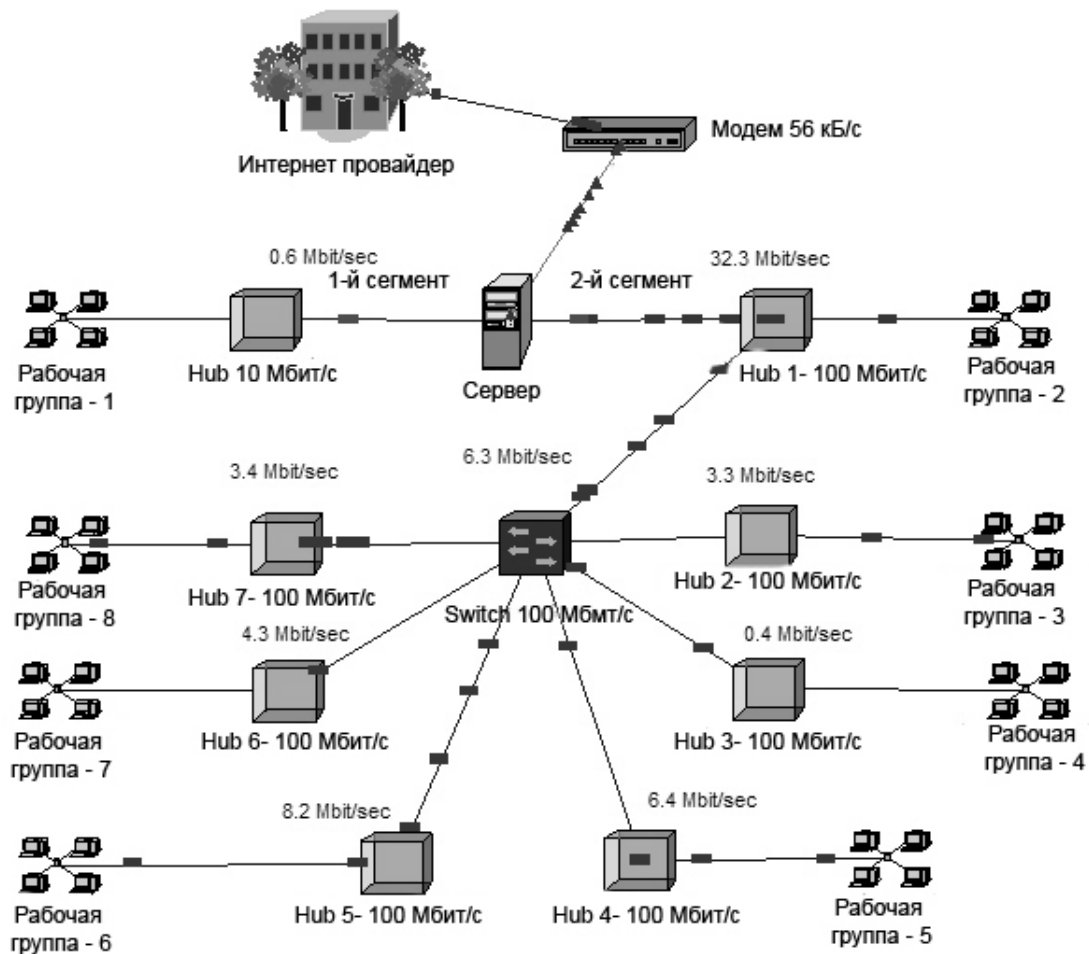 Модем 56 кБ/с
Интернет провайдер
0.6 Mbit/sec
1-й сегмент
2-й сегмент
32.3 Mbit/sec
Рабочая
группа - 1
Hub 10 Мбит/с
Сервер
Hub 1- 100 Мбит/с
Рабочая
группа - 2
3.4 Mbit/sec
6.3 Mbit/sec
3.3 Mbit/sec
Рабочая
группа - 8
Hub 7- 100 Мбит/с
Switch 100 Мбмт/с
Hub 2- 100 Мбит/с
Рабочая
группа - 3
4.3 Mbit/sec
0.4 Mbit/sec
Рабочая
группа - 7
Hub 6- 100 Мбит/с
Hub 3- 100 Мбит/с
Рабочая
группа - 4
8.2 Mbit/sec
6.4 Mbit/sec
Рабочая
группа - 6
Hub 5- 100 Мбит/с
Hub 4- 100 Мбит/с
Рабочая
группа - 5